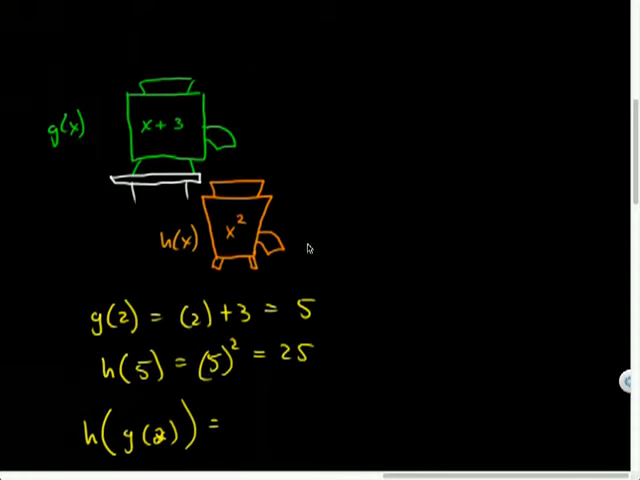 g(x)
x + 3
h(x)
x²
g(2) = (2) + 3 = 5
h(5) = (5)² = 25
h(g(2)) =